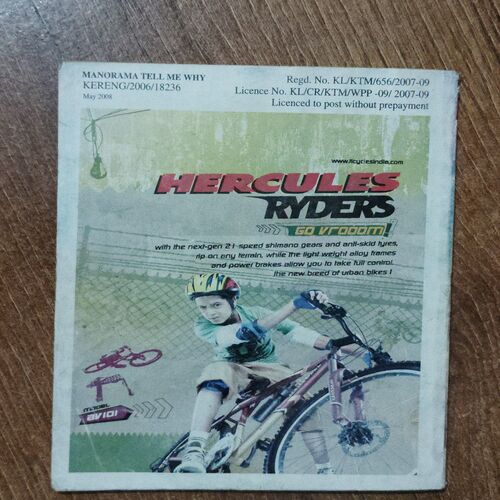 MANORAMA TELL ME WHY
KERENG/2006/18236
May 2008
Regd. No. KL/KTM/656/2007-09
Licence No. KL/CR/KTM/WPP -09/ 2007-09
Licenced to post without prepayment
www.ticyclesindia.com
HERCULES
RYDERS
GO VROOOM!
with the next-gen 21-speed shimano gears and anti-skid tyres,
rip on any terrain, while the light weight alloy frames
and power brakes allow you to take full control.
the new breed of urban bikes!
MODEL